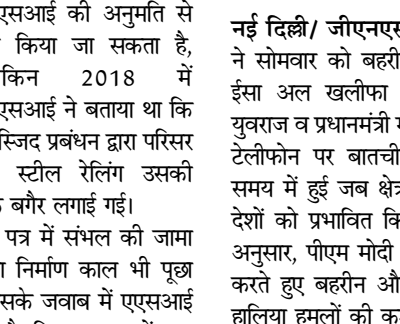 एसआई की अनुमति से
किया जा सकता है,
किन 2018 में
एसआई ने बताया था कि
स्जिद प्रबंधन द्वारा परिसर
स्टील रेलिंग उसकी
बगैर लगाई गई।
पत्र में संभल की जामा
निर्माण काल भी पूछा
सके जवाब में एएसआई
नई दिल्ली/ जीएनएस
ने सोमवार को बहरी
ईसा अल खलीफा
युवराज व प्रधानमंत्री
टेलीफोन पर बातची
समय में हुई जब क्षे
देशों को प्रभावित कि
अनुसार, पीएम मोदी
करते हुए बहरीन औ
हालिया हमलों की क